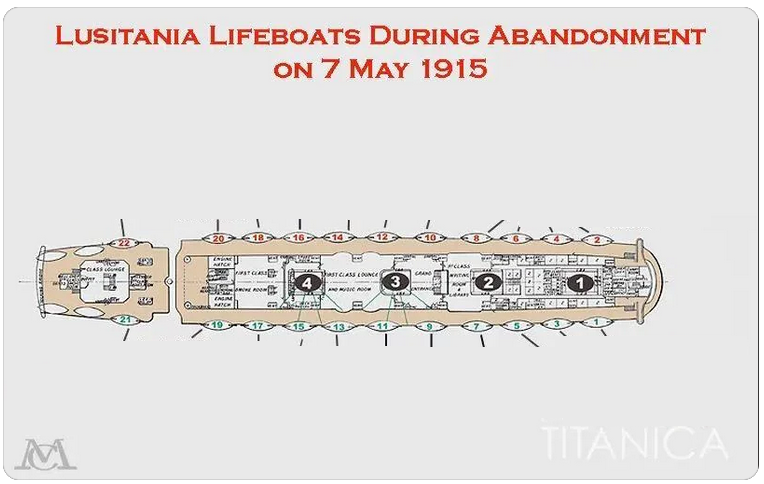 LUSITANIA LIFEBOATS DURING ABANDONMENT
ON 7 MAY 1915
22
20 18 16 14 12 10 8 6 4 2
ENGINE HATCH
CLASS LOUNGE
FIRST CLASS
FIRST CLASS LOUNGE
AND MUSIC ROOM
GRAND
1ST CLASS
WRITING
ROOM &
LIBRARY
4 3 2 1
SMOKE ROOM
ENTRANCE
ENGINE HATCH
21
19 17 15 13 11 9 7 5 3 1
MC
TITANICA